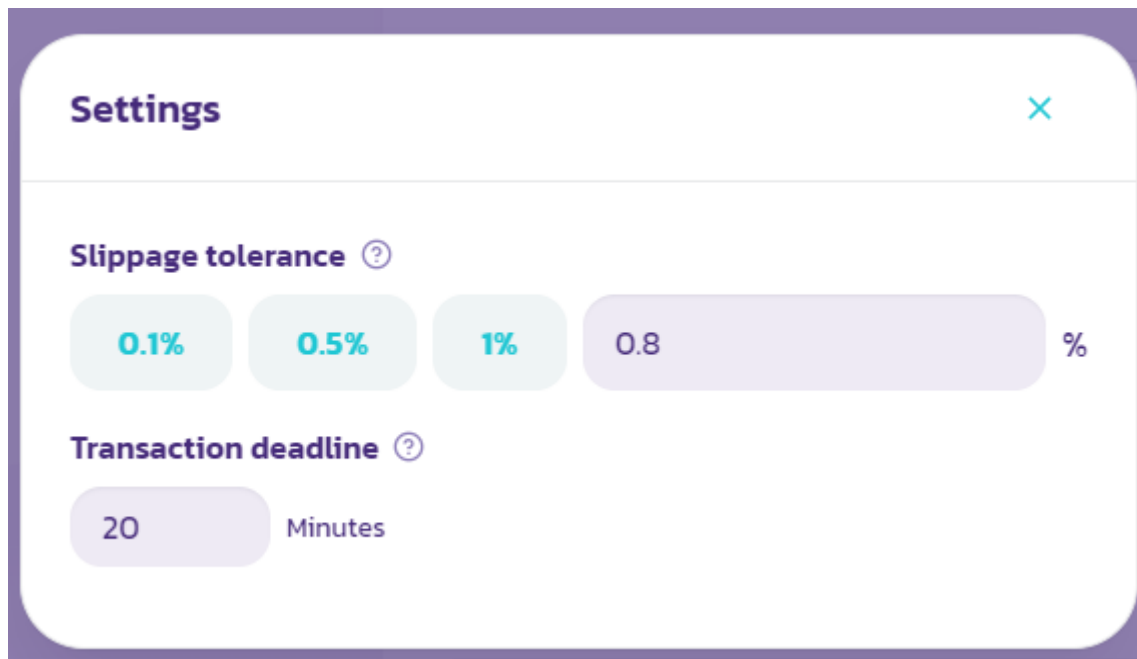 Settings
Slippage tolerance ?
0.1% 0.5% 1% 0.8 %
Transaction deadline ?
20 Minutes